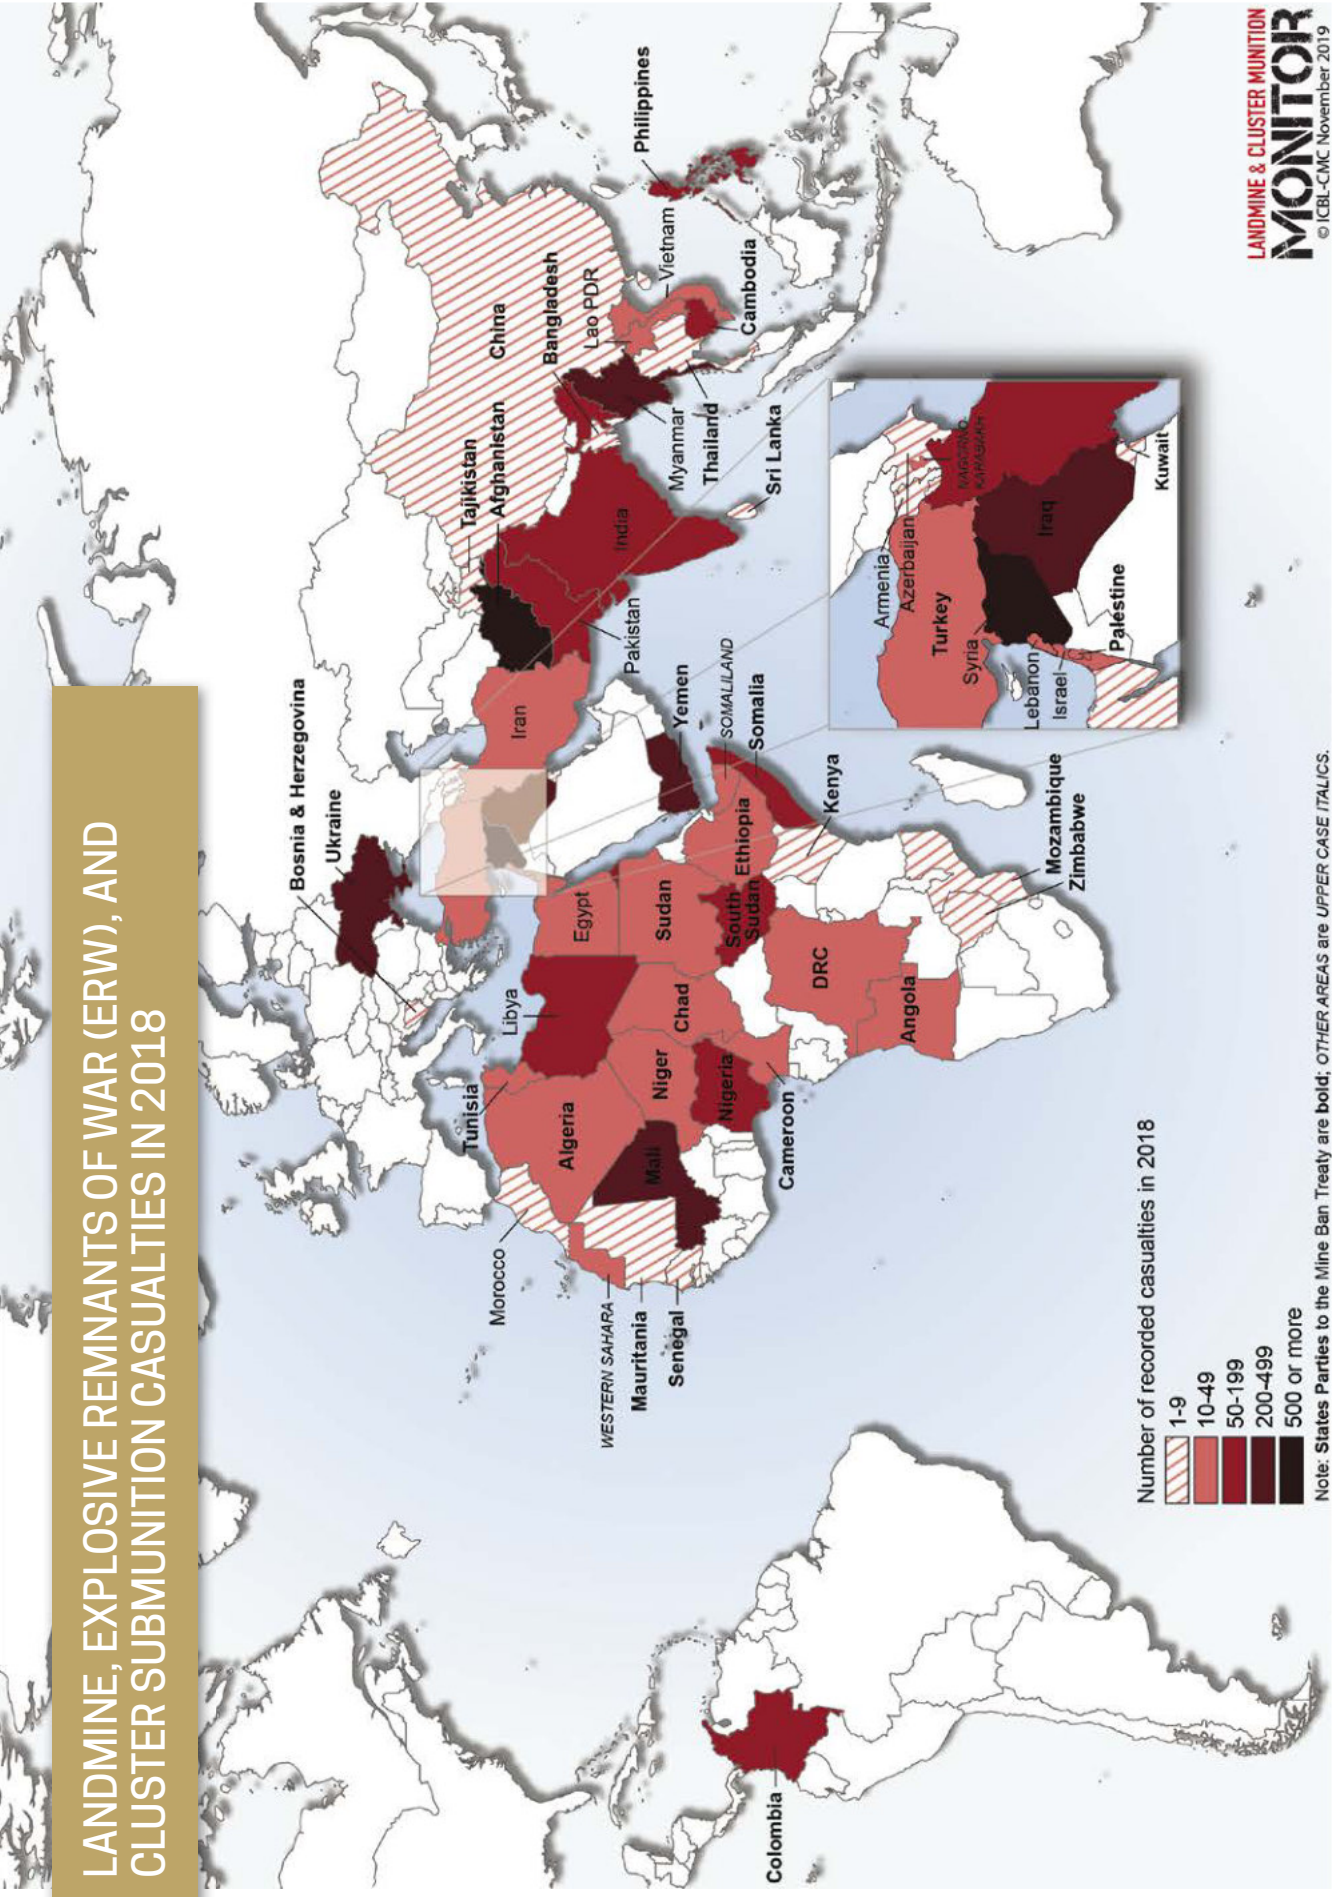 LANDMINE, EXPLOSIVE REMNANTS OF WAR (ERW), AND
CLUSTER SUBMUNITION CASUALTIES IN 2018
Bosnia & Herzegovina
Ukraine
Tajikistan
Afghanistan
China
Bangladesh
Lao PDR
Vietnam
Philippines
Cambodia
Myanmar
Thailand
Sri Lanka
India
Pakistan
Iran
Yemen
SOMALILAND
Somalia
Kenya
Ethiopia
Mozambique
Zimbabwe
Egypt
Sudan
South
Sudan
Libya
Chad
DRC
Angola
Tunisia
Algeria
Niger
Nigeria
Cameroon
Mali
Morocco
WESTERN SAHARA
Mauritania
Senegal
Colombia
Armenia
Azerbaijan
NAGORNO-
KARABAKH
Turkey
Syria
Iraq
Lebanon
Israel
Palestine
Kuwait
Number of recorded casualties in 2018
1-9
10-49
50-199
200-499
500 or more
Note: States Parties to the Mine Ban Treaty are bold; OTHER AREAS are UPPER CASE ITALICS.
LANDMINE & CLUSTER MUNITION
MONITOR
© ICBL-CMC November 2019